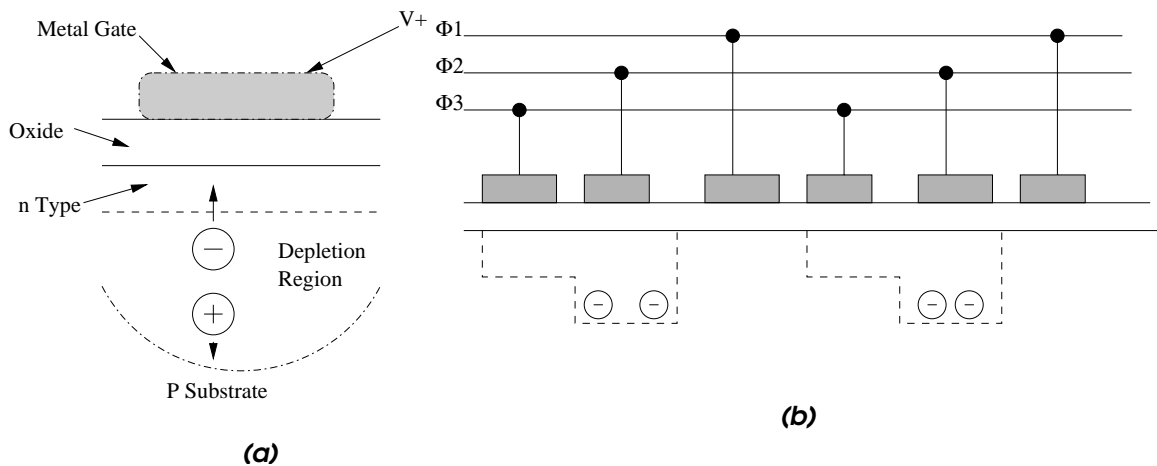 Metal Gate
V+
Oxide
n Type
−
Depletion
Region
+
P Substrate
(a)
Φ1
Φ2
Φ3
− − − −
(b)